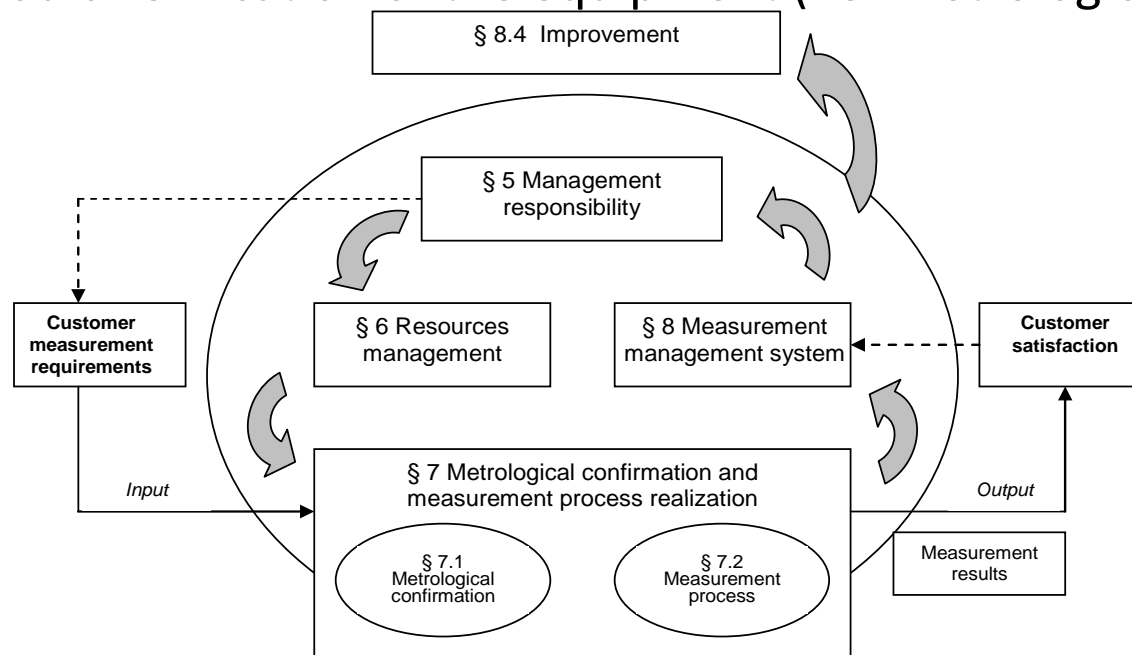 § 8.4 Improvement
§ 5 Management
responsibility
Customer
measurement
requirements
§ 6 Resources
management
§ 8 Measurement
management system
Customer
satisfaction
§ 7 Metrological confirmation and
measurement process realization
Input
Output
§ 7.1
Metrological
confirmation
§ 7.2
Measurement
process
Measurement
results